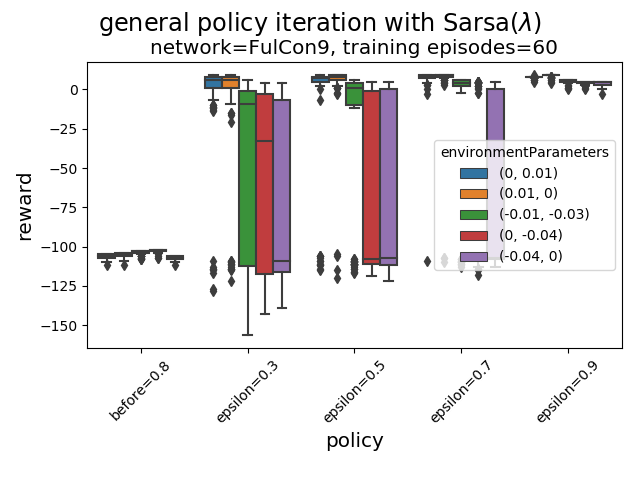 general policy iteration with Sarsa(λ)
network=FulCon9, training episodes=60
reward
0
−25
−50
−75
−100
−125
−150
environmentParameters
(0, 0.01)
(0.01, 0)
(-0.01, -0.03)
(0, -0.04)
(-0.04, 0)
before=0.8
epsilon=0.3
epsilon=0.5
epsilon=0.7
epsilon=0.9
policy